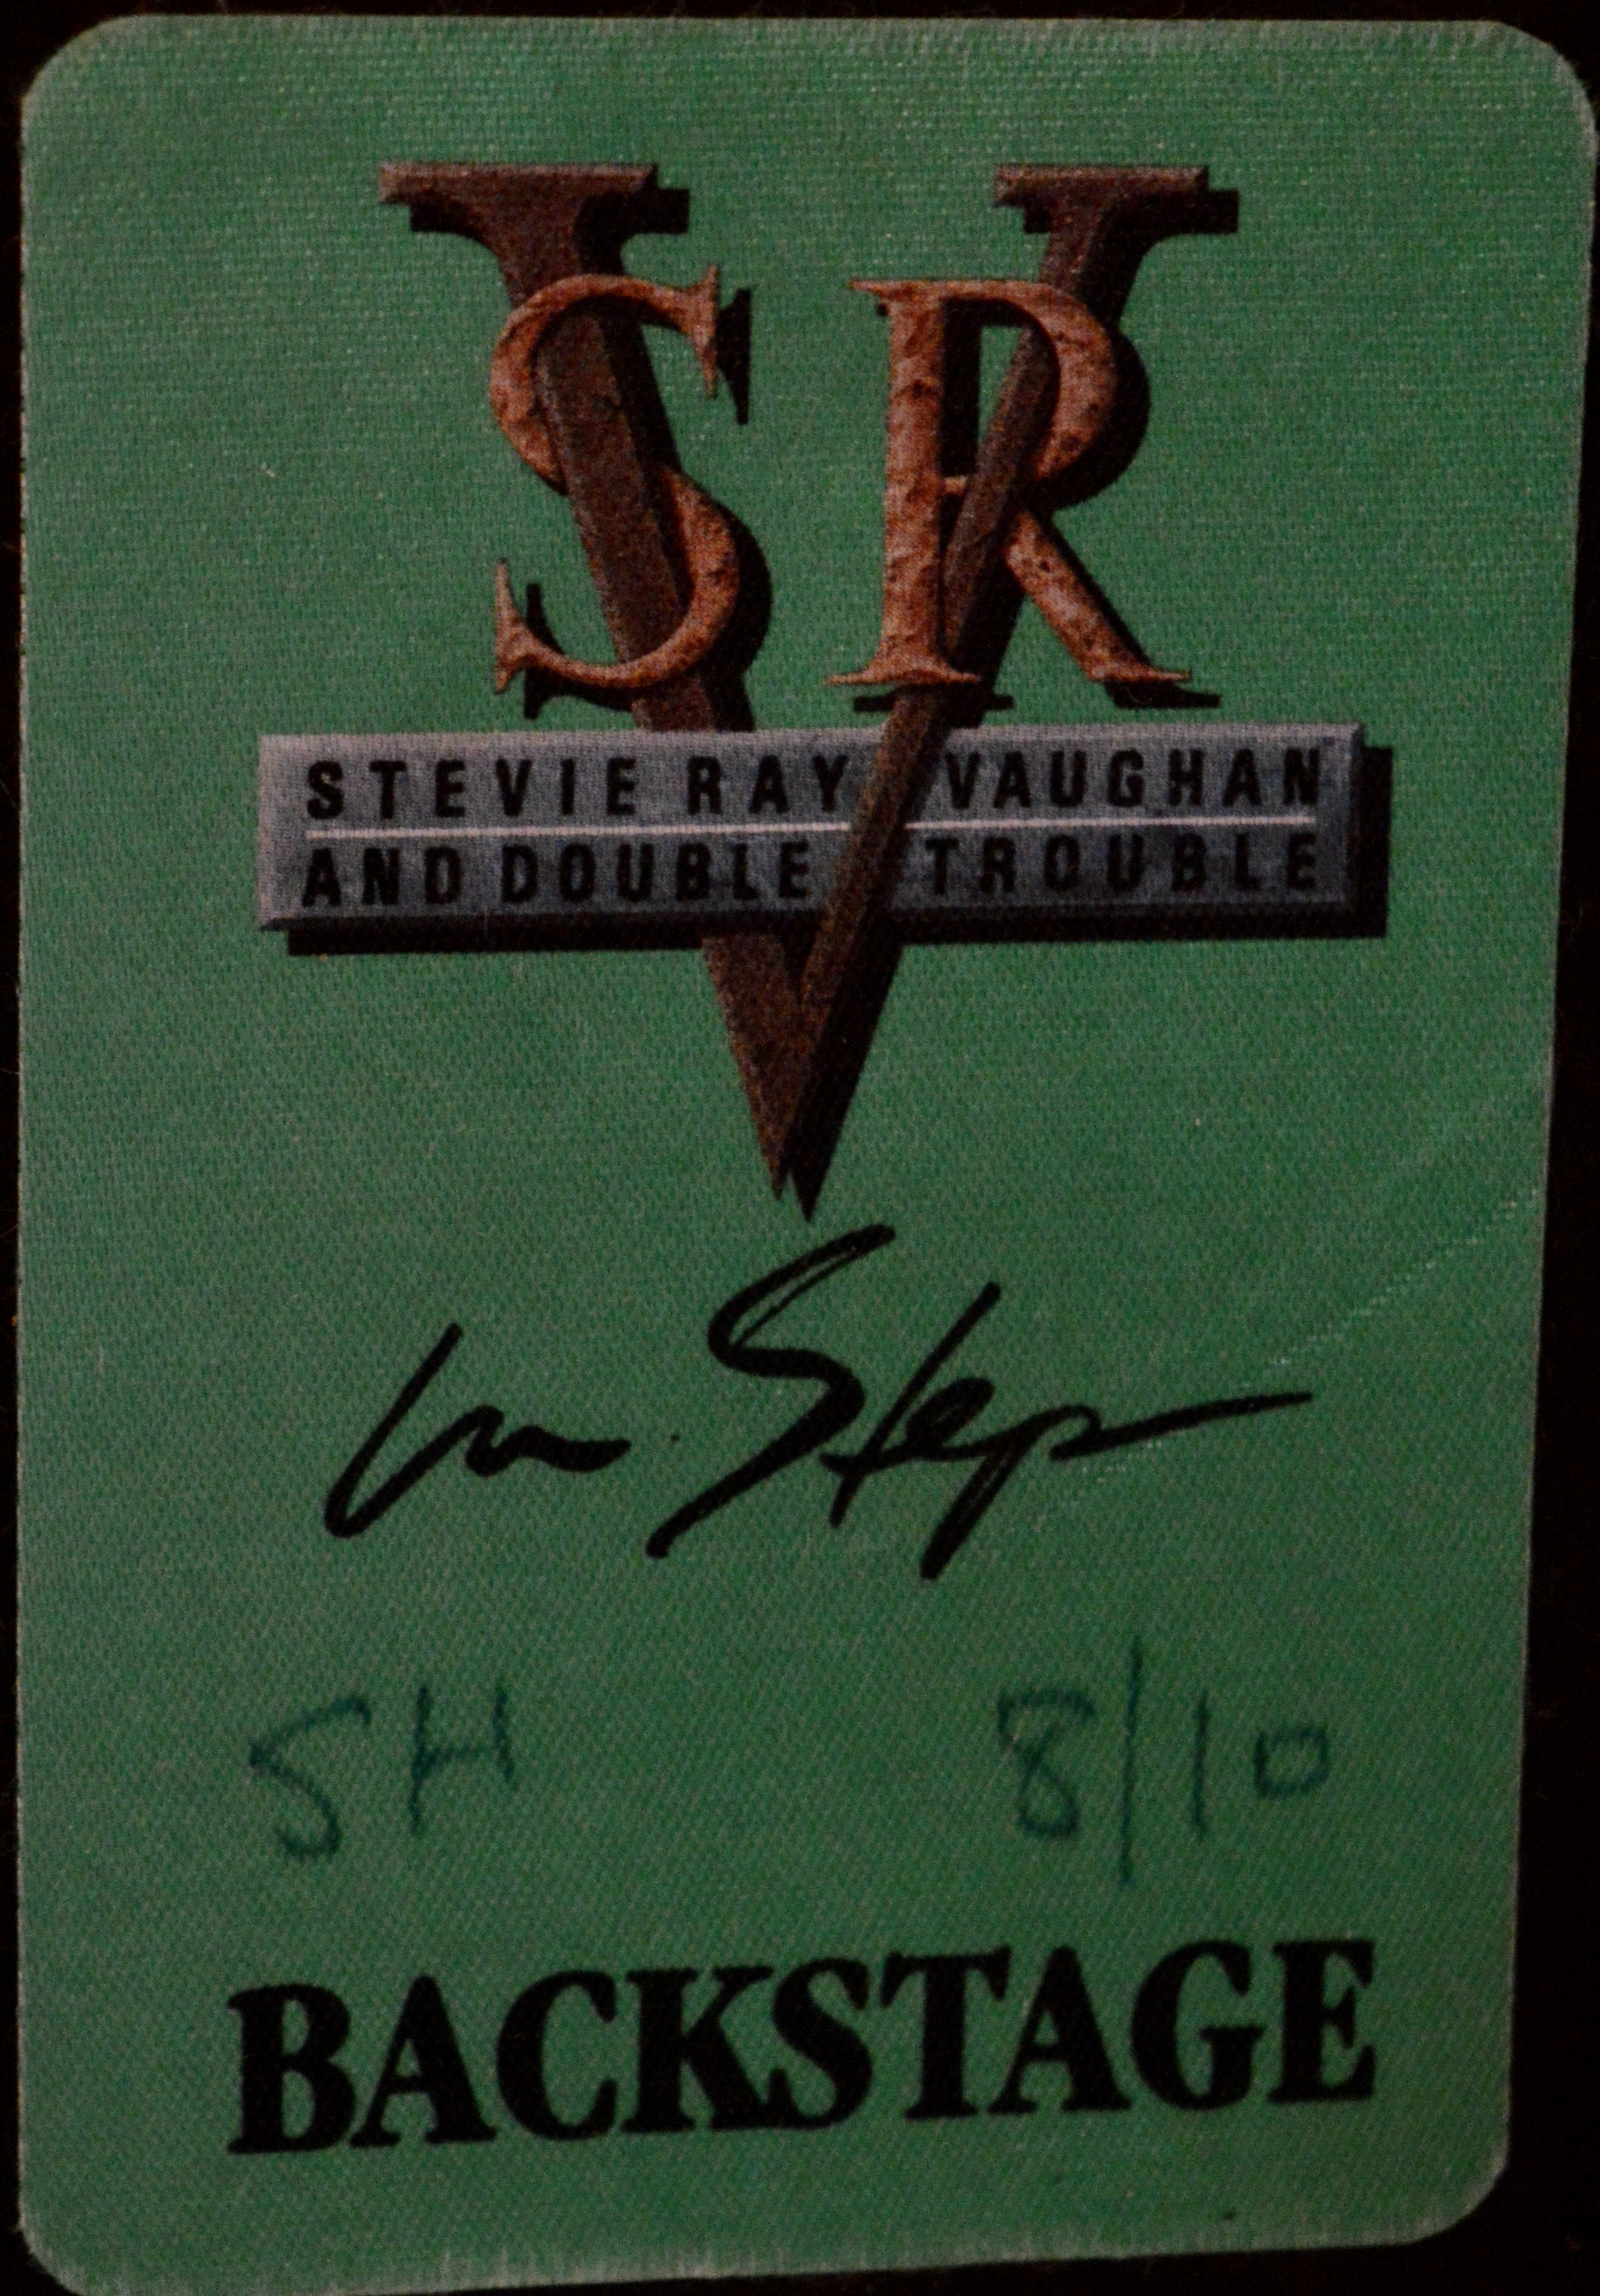 SRV
STEVIE RAY VAUGHAN
AND DOUBLE TROUBLE
In Step
SH 8/10
BACKSTAGE